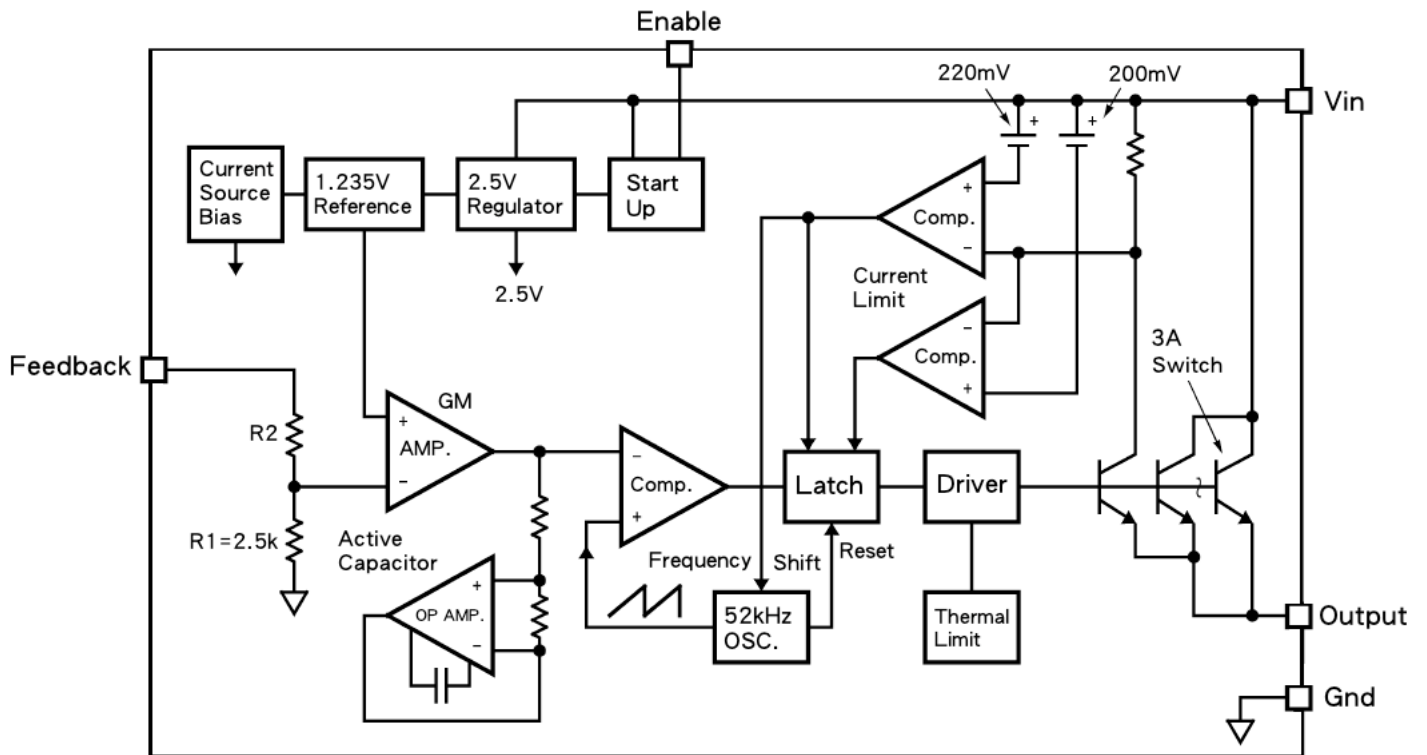 Enable
220mV
200mV
+
+
Vin
Current
Source
Bias
1.235V
Reference
2.5V
Regulator
Start
Up
+
Comp.
−
2.5V
Current
Limit
−
Comp.
+
3A
Switch
Feedback
R2
GM
+
AMP.
−
−
Comp.
+
Latch
Driver
R1=2.5k
Active
Capacitor
Frequency
Shift
Reset
+
OP AMP.
−
52kHz
OSC.
Thermal
Limit
Output
Gnd